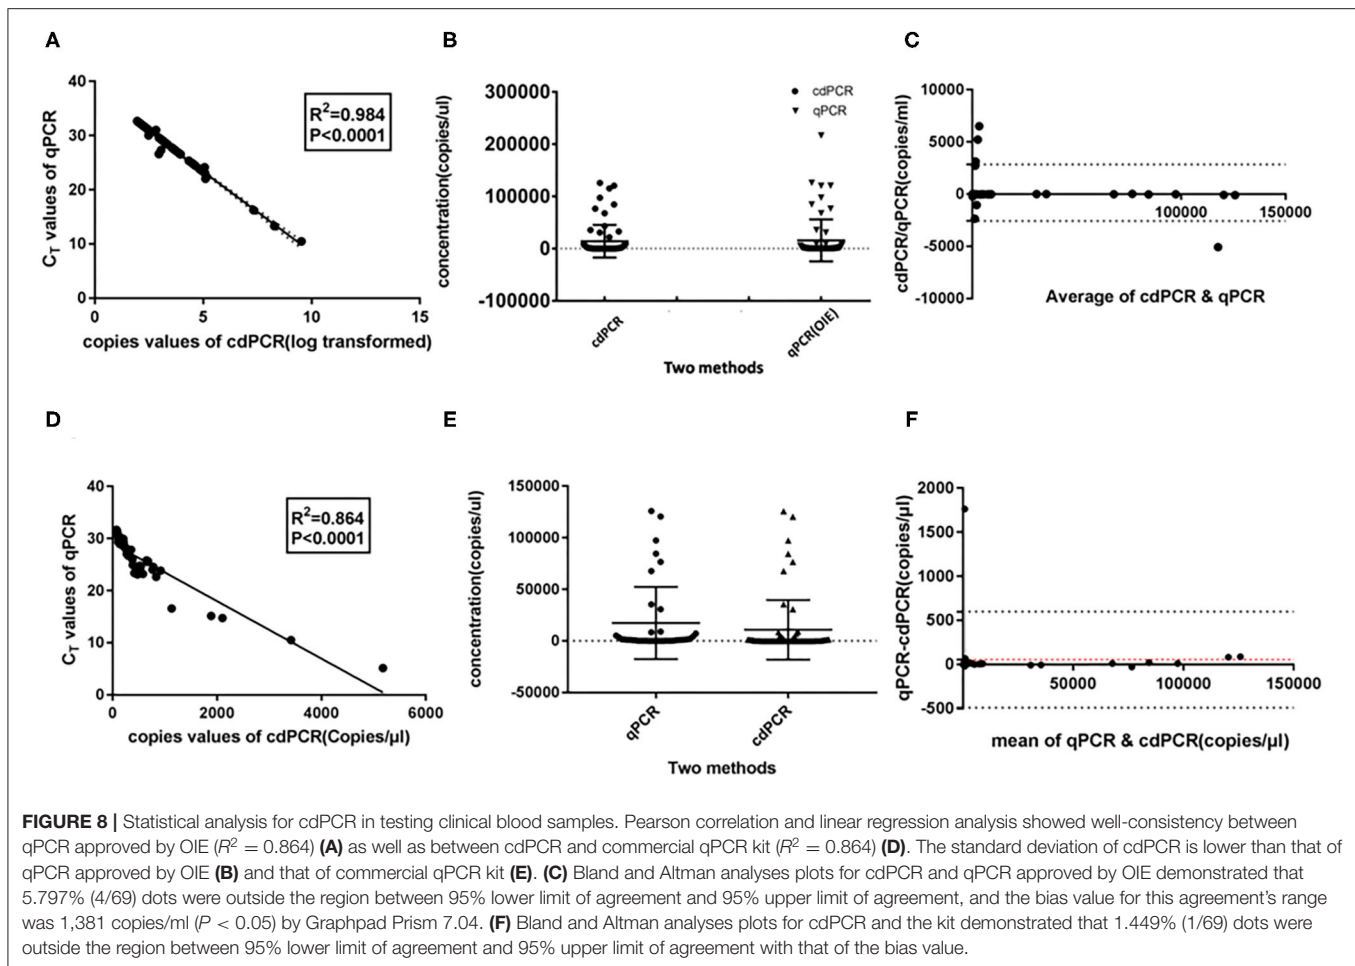 A
40
30
20
10
0
C_T values of qPCR
R²=0.984
P<0.0001
0 5 10 15
copies values of cdPCR(log transformed)
B
300000
200000
100000
0
-100000
concentration(copies/ul)
cdPCR
qPCR
cdPCR
qPCR(OIE)
Two methods
C
10000
5000
0
-5000
-10000
cdPCR/qPCR(copies/ml)
100000 150000
Average of cdPCR & qPCR
D
40
30
20
10
0
C_T values of qPCR
R²=0.864
P<0.0001
0 2000 4000 6000
copies values of cdPCR(Copies/µl)
E
150000
100000
50000
0
-50000
concentration(copies/ul)
qPCR
cdPCR
Two methods
F
2000
1500
1000
500
0
-500
qPCR-cdPCR(copies/µl)
50000 100000 150000
mean of qPCR & cdPCR(copies/µl)
FIGURE 8 | Statistical analysis for cdPCR in testing clinical blood samples. Pearson correlation and linear regression analysis showed well-consistency between
qPCR approved by OIE (R² = 0.864) (A) as well as between cdPCR and commercial qPCR kit (R² = 0.864) (D). The standard deviation of cdPCR is lower than that of
qPCR approved by OIE (B) and that of commercial qPCR kit (E). (C) Bland and Altman analyses plots for cdPCR and qPCR approved by OIE demonstrated that
5.797% (4/69) dots were outside the region between 95% lower limit of agreement and 95% upper limit of agreement, and the bias value for this agreement's range
was 1,381 copies/ml (P < 0.05) by Graphpad Prism 7.04. (F) Bland and Altman analyses plots for cdPCR and the kit demonstrated that 1.449% (1/69) dots were
outside the region between 95% lower limit of agreement and 95% upper limit of agreement with that of the bias value.